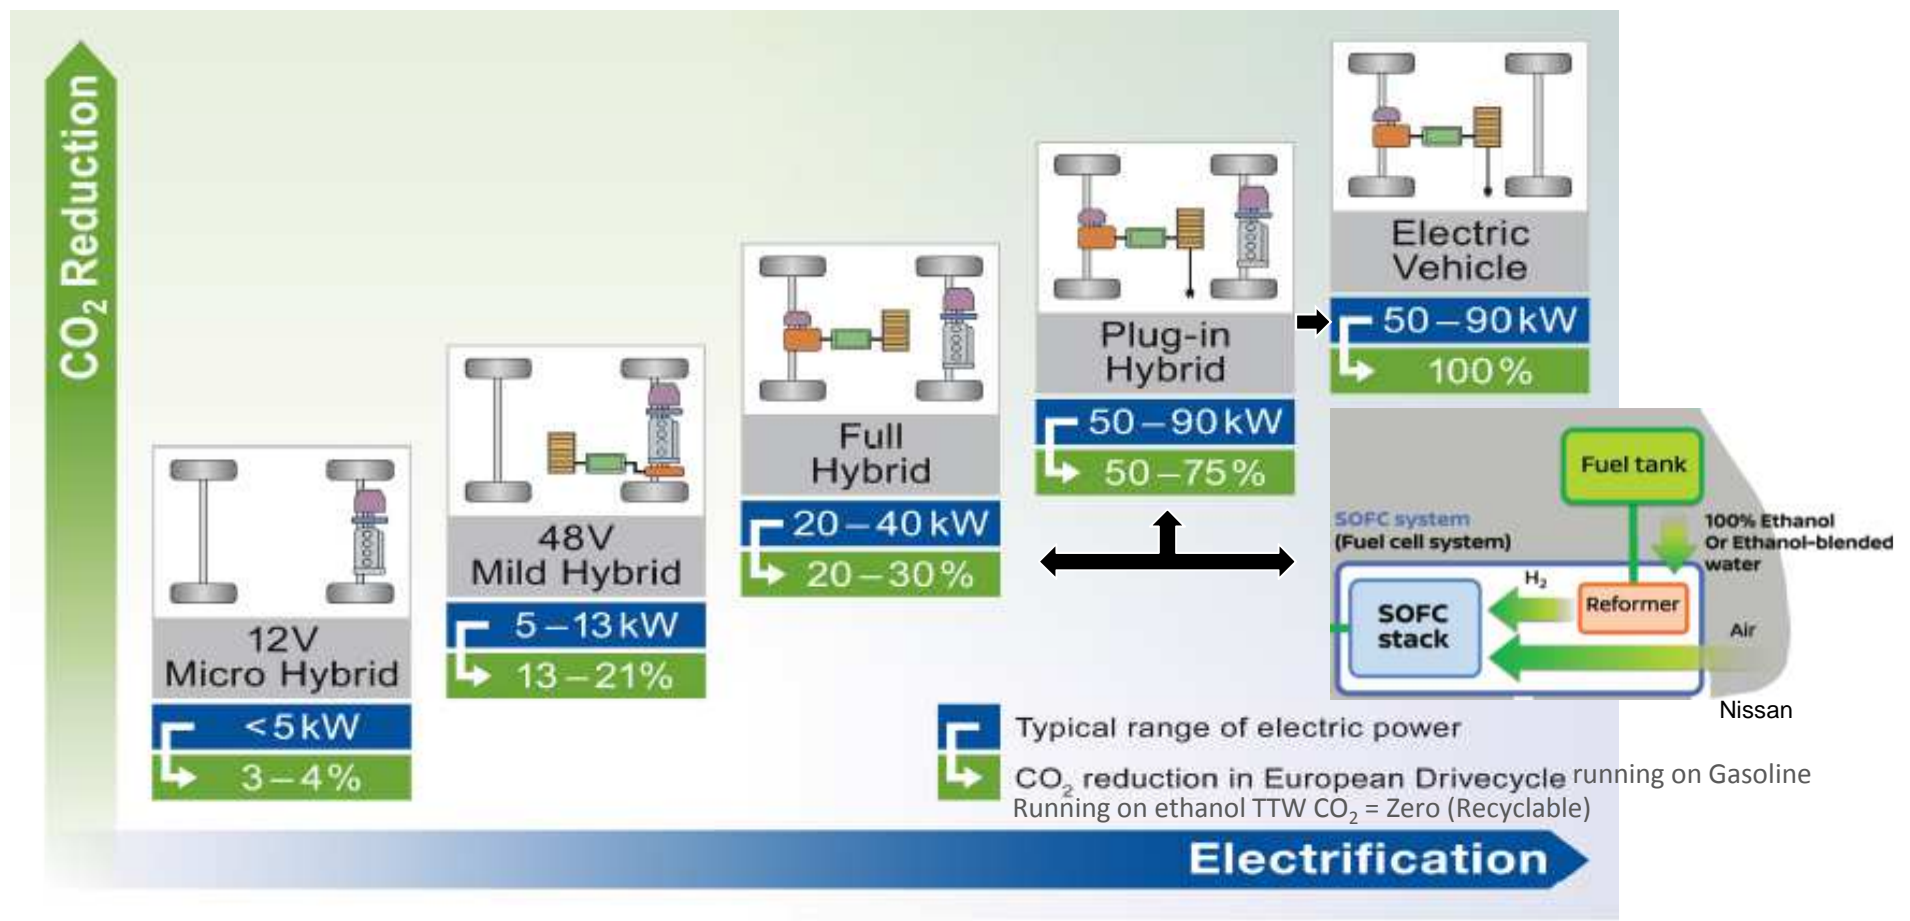 CO₂ Reduction
12V
Micro Hybrid
<5kW
3–4%
48V
Mild Hybrid
5–13kW
13–21%
Full
Hybrid
20–40kW
20–30%
Plug-in
Hybrid
50–90kW
50–75%
Electric
Vehicle
50–90kW
100%
Fuel tank
SOFC system
(Fuel cell system)
100% Ethanol
Or Ethanol-blended
water
H₂
Reformer
SOFC
stack
Air
Nissan
Typical range of electric power
CO₂ reduction in European Drivecycle running on Gasoline
Running on ethanol TTW CO₂ = Zero (Recyclable)
Electrification